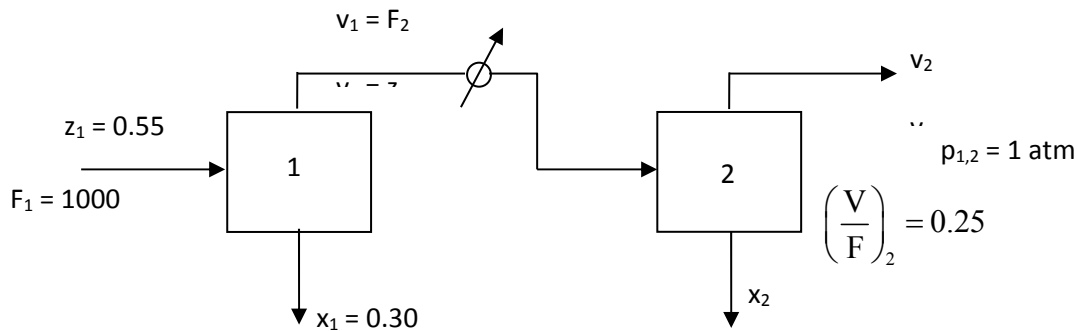 v₁ = F₂
z₁ = 0.55
F₁ = 1000
1
x₁ = 0.30
2
v₂
p₁,₂ = 1 atm
(V/F)₂ = 0.25
x₂